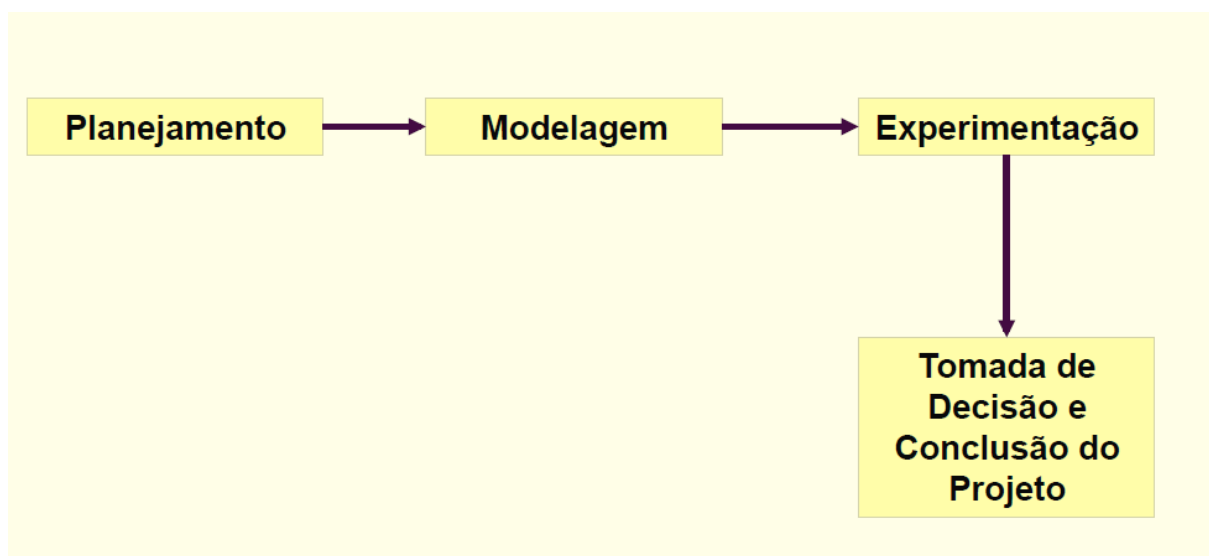 Planejamento
Modelagem
Experimentação
Tomada de
Decisão e
Conclusão do
Projeto